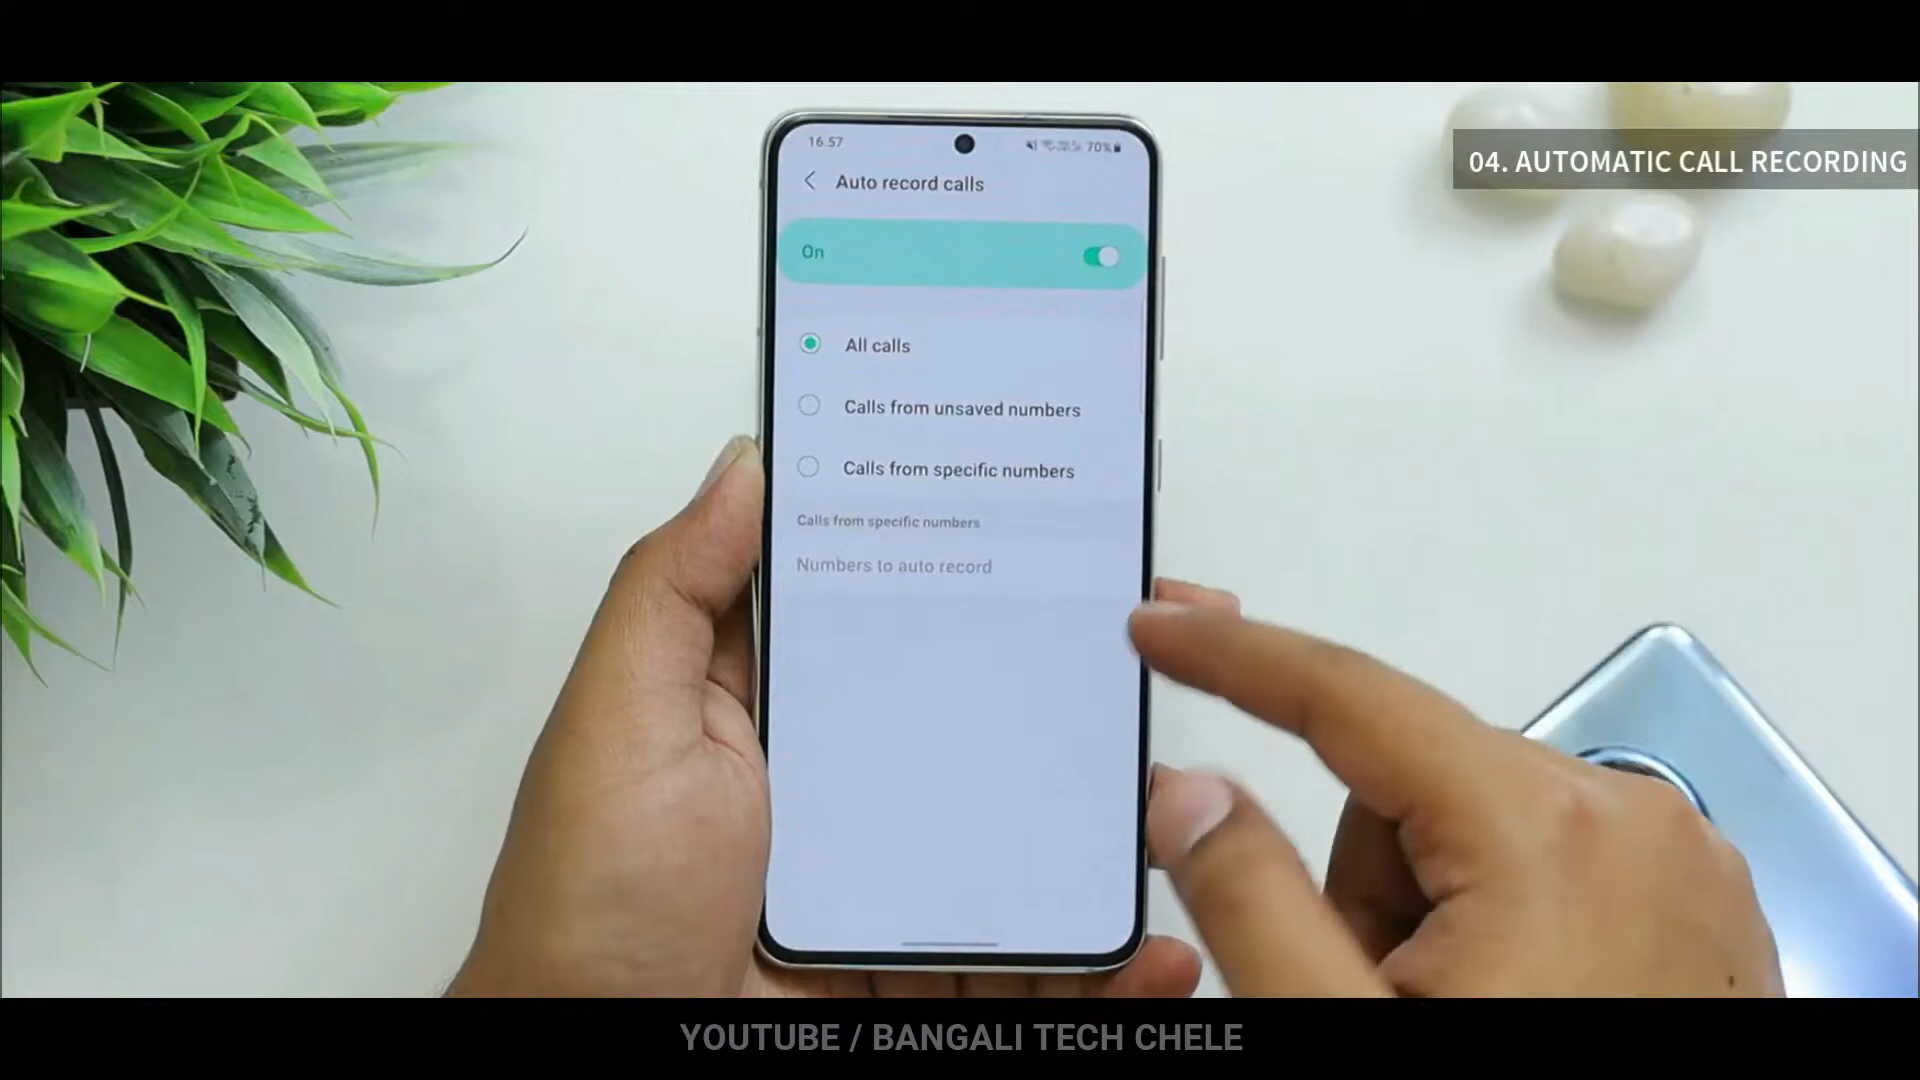 04. AUTOMATIC CALL RECORDING
16:57
70%
Auto record calls
On
All calls
Calls from unsaved numbers
Calls from specific numbers
Calls from specific numbers
Numbers to auto record
YOUTUBE / BANGALI TECH CHELE